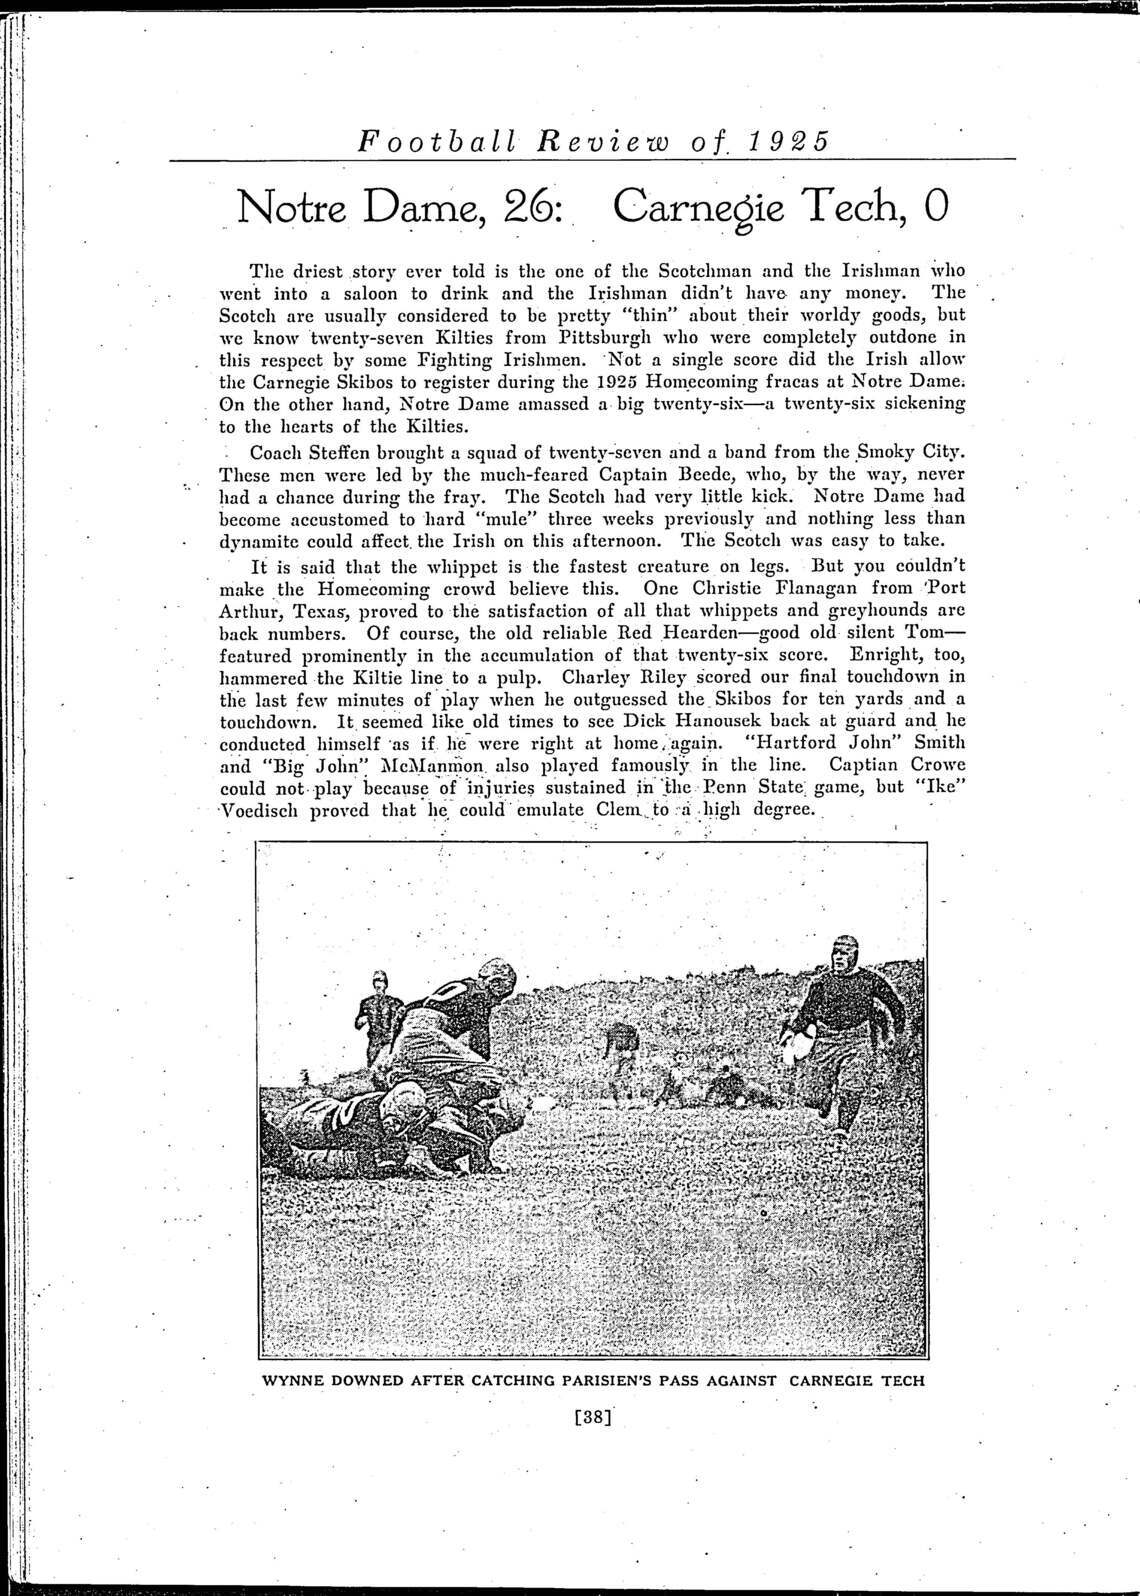 Football Review of 1925
Notre Dame, 26: Carnegie Tech, 0
The driest story ever told is the one of the Scotchman and the Irishman who
went into a saloon to drink and the Irishman didn't have any money. The
Scotch are usually considered to be pretty "thin" about their worldy goods, but
we know twenty-seven Kilties from Pittsburgh who were completely outdone in
this respect by some Fighting Irishmen. Not a single score did the Irish allow
the Carnegie Skibos to register during the 1925 Homecoming fracas at Notre Dame.
On the other hand, Notre Dame amassed a big twenty-six—a twenty-six sickening
to the hearts of the Kilties.
Coach Steffen brought a squad of twenty-seven and a band from the Smoky City.
These men were led by the much-feared Captain Beede, who, by the way, never
had a chance during the fray. The Scotch had very little kick. Notre Dame had
become accustomed to hard "mule" three weeks previously and nothing less than
dynamite could affect the Irish on this afternoon. The Scotch was easy to take.
It is said that the whippet is the fastest creature on legs. But you couldn't
make the Homecoming crowd believe this. One Christie Flanagan from Port
Arthur, Texas, proved to the satisfaction of all that whippets and greyhounds are
back numbers. Of course, the old reliable Red Hearden—good old silent Tom—
featured prominently in the accumulation of that twenty-six score. Enright, too,
hammered the Kiltie line to a pulp. Charley Riley scored our final touchdown in
the last few minutes of play when he outguessed the Skibos for ten yards and a
touchdown. It seemed like old times to see Dick Hanousek back at guard and he
conducted himself as if he were right at home again. "Hartford John" Smith
and "Big John" McManmon also played famously in the line. Captian Crowe
could not play because of injuries sustained in the Penn State game, but "Ike"
Voedisch proved that he could emulate Clem to a high degree.
WYNNE DOWNED AFTER CATCHING PARISIEN'S PASS AGAINST CARNEGIE TECH
[38]